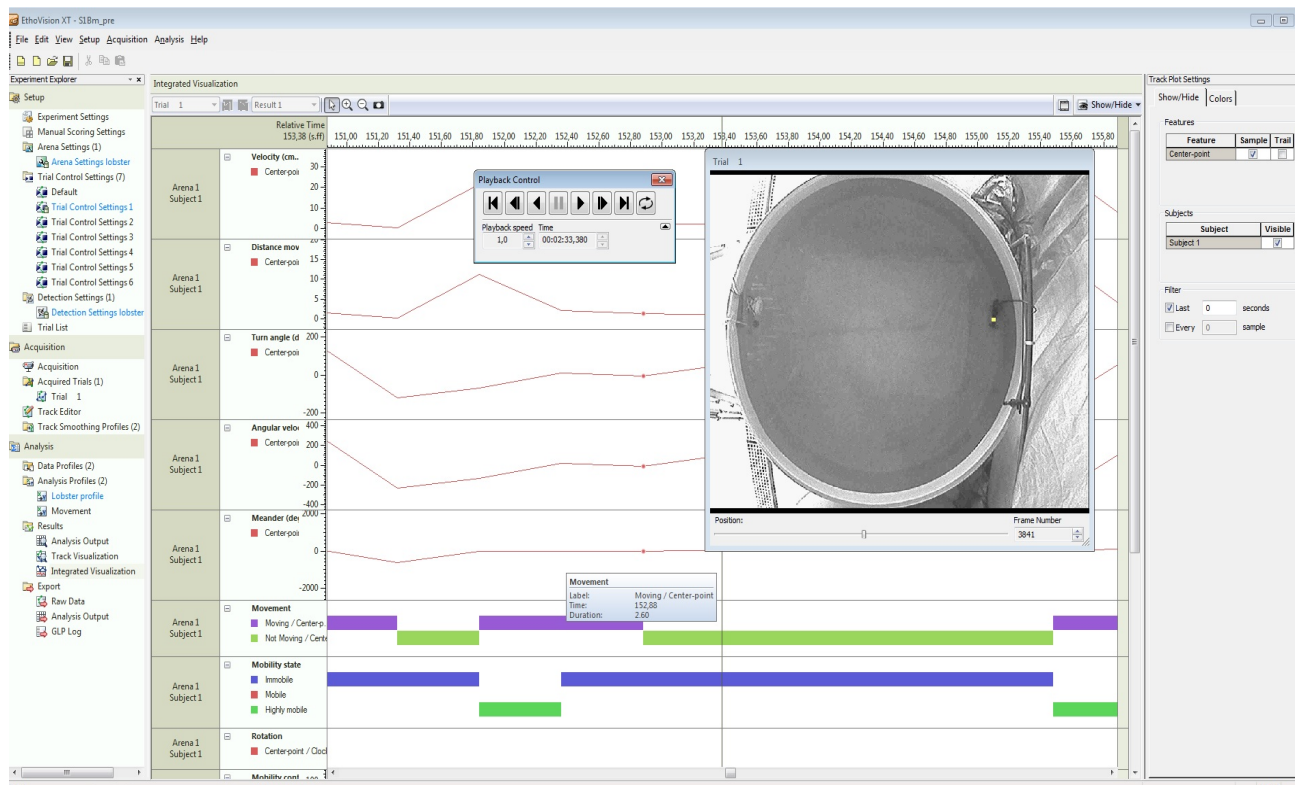 EthoVision XT - S1Bm_pre
File Edit View Setup Acquisition Analysis Help
Experiment Explorer
Setup
Experiment Settings
Manual Scoring Settings
Arena Settings (1)
Arena Settings lobster
Trial Control Settings (7)
Default
Trial Control Settings 1
Trial Control Settings 2
Trial Control Settings 3
Trial Control Settings 4
Trial Control Settings 5
Trial Control Settings 6
Detection Settings (1)
Detection Settings lobster
Trial List
Acquisition
Acquisition
Acquired Trials (1)
Trial 1
Track Editor
Track Smoothing Profiles (2)
Analysis
Data Profiles (2)
Analysis Profiles (2)
Lobster profile
Movement
Results
Analysis Output
Track Visualization
Integrated Visualization
Export
Raw Data
Analysis Output
GLP Log
Integrated Visualization
Trial 1 Result 1 Show/Hide
Relative Time
153,38 (s.ff) 151,00 151,20 151,40 151,60 151,80 152,00 152,20 152,40 152,60 152,80 153,00 153,20 153,40 153,60 153,80 154,00 154,20 154,40 154,60 154,80 155,00 155,20 155,40 155,60 155,80
Arena 1
Subject 1
Velocity (cm..
Center-poi
30
20
10
0
Arena 1
Subject 1
Distance mov
Center-poi
20
15
10
5
0
Arena 1
Subject 1
Turn angle (d
Center-poi
200
0
-200
Arena 1
Subject 1
Angular velo
Center-poi
400
200
0
-200
-400
Arena 1
Subject 1
Meander (de
Center-poi
2000
0
-2000
Arena 1
Subject 1
Movement
Moving / Center-p.
Not Moving / Cente
Arena 1
Subject 1
Mobility state
Immobile
Mobile
Highly mobile
Arena 1
Subject 1
Rotation
Center-point / Clock
Mobility cont 100
Playback Control
Playback speed Time
1,0 00:02:33,380
Trial 1
Position: Frame Number
3841
Movement
Label: Moving / Center-point
Time: 152,88
Duration: 2.60
Track Plot Settings
Show/Hide Colors
Features
Feature Sample Trail
Center-point
Subjects
Subject Visible
Subject 1
Filter
Last 0 seconds
Every 0 sample